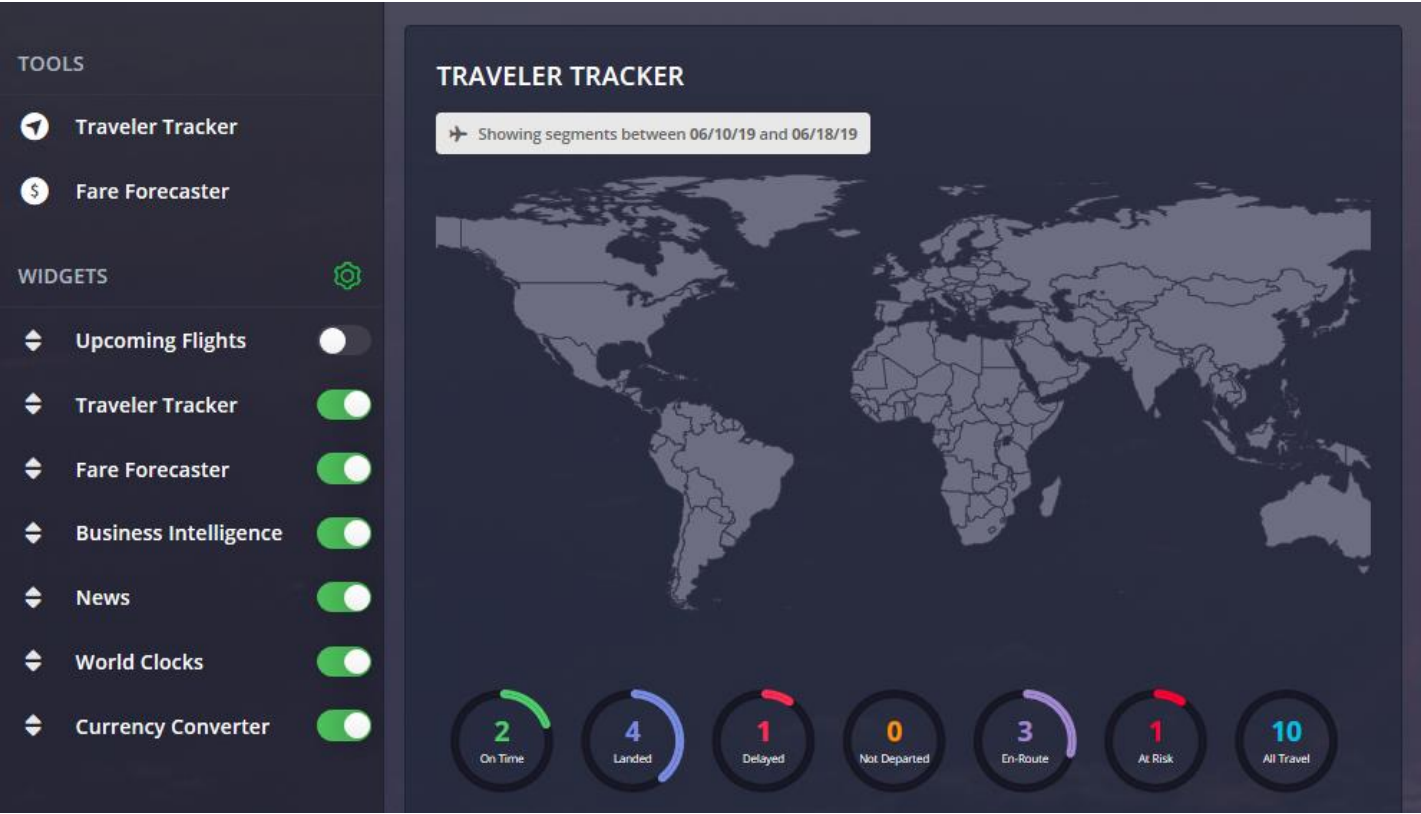 TOOLS
Traveler Tracker
$ Fare Forecaster
WIDGETS
Upcoming Flights
Traveler Tracker
Fare Forecaster
Business Intelligence
News
World Clocks
Currency Converter
TRAVELER TRACKER
Showing segments between 06/10/19 and 06/18/19
2
On Time
4
Landed
1
Delayed
0
Not Departed
3
En-Route
1
At Risk
10
All Travel